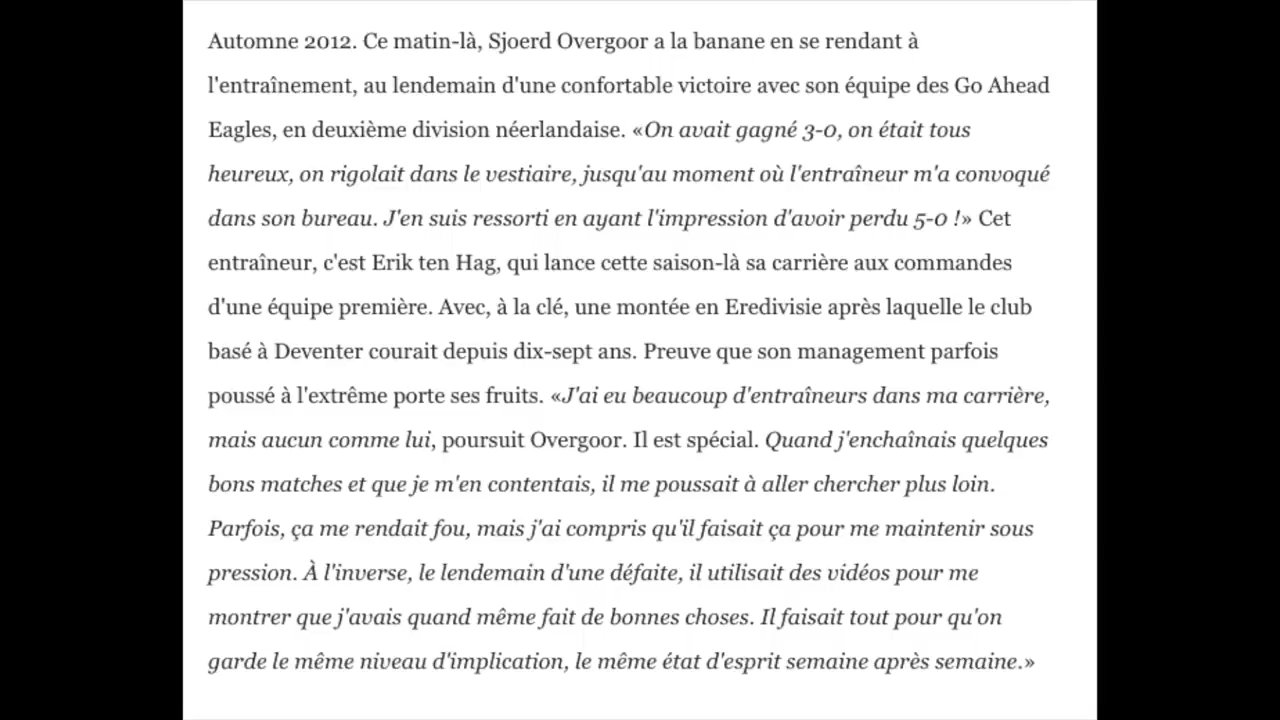 Automne 2012. Ce matin-là, Sjoerd Overgoor a la banane en se rendant à
l'entraînement, au lendemain d'une confortable victoire avec son équipe des Go Ahead
Eagles, en deuxième division néerlandaise. «On avait gagné 3-0, on était tous
heureux, on rigolait dans le vestiaire, jusqu'au moment où l'entraîneur m'a convoqué
dans son bureau. J'en suis ressorti en ayant l'impression d'avoir perdu 5-0 !» Cet
entraîneur, c'est Erik ten Hag, qui lance cette saison-là sa carrière aux commandes
d'une équipe première. Avec, à la clé, une montée en Eredivisie après laquelle le club
basé à Deventer courait depuis dix-sept ans. Preuve que son management parfois
poussé à l'extrême porte ses fruits. «J'ai eu beaucoup d'entraîneurs dans ma carrière,
mais aucun comme lui, poursuit Overgoor. Il est spécial. Quand j'enchaînais quelques
bons matches et que je m'en contentais, il me poussait à aller chercher plus loin.
Parfois, ça me rendait fou, mais j'ai compris qu'il faisait ça pour me maintenir sous
pression. À l'inverse, le lendemain d'une défaite, il utilisait des vidéos pour me
montrer que j'avais quand même fait de bonnes choses. Il faisait tout pour qu'on
garde le même niveau d'implication, le même état d'esprit semaine après semaine.»